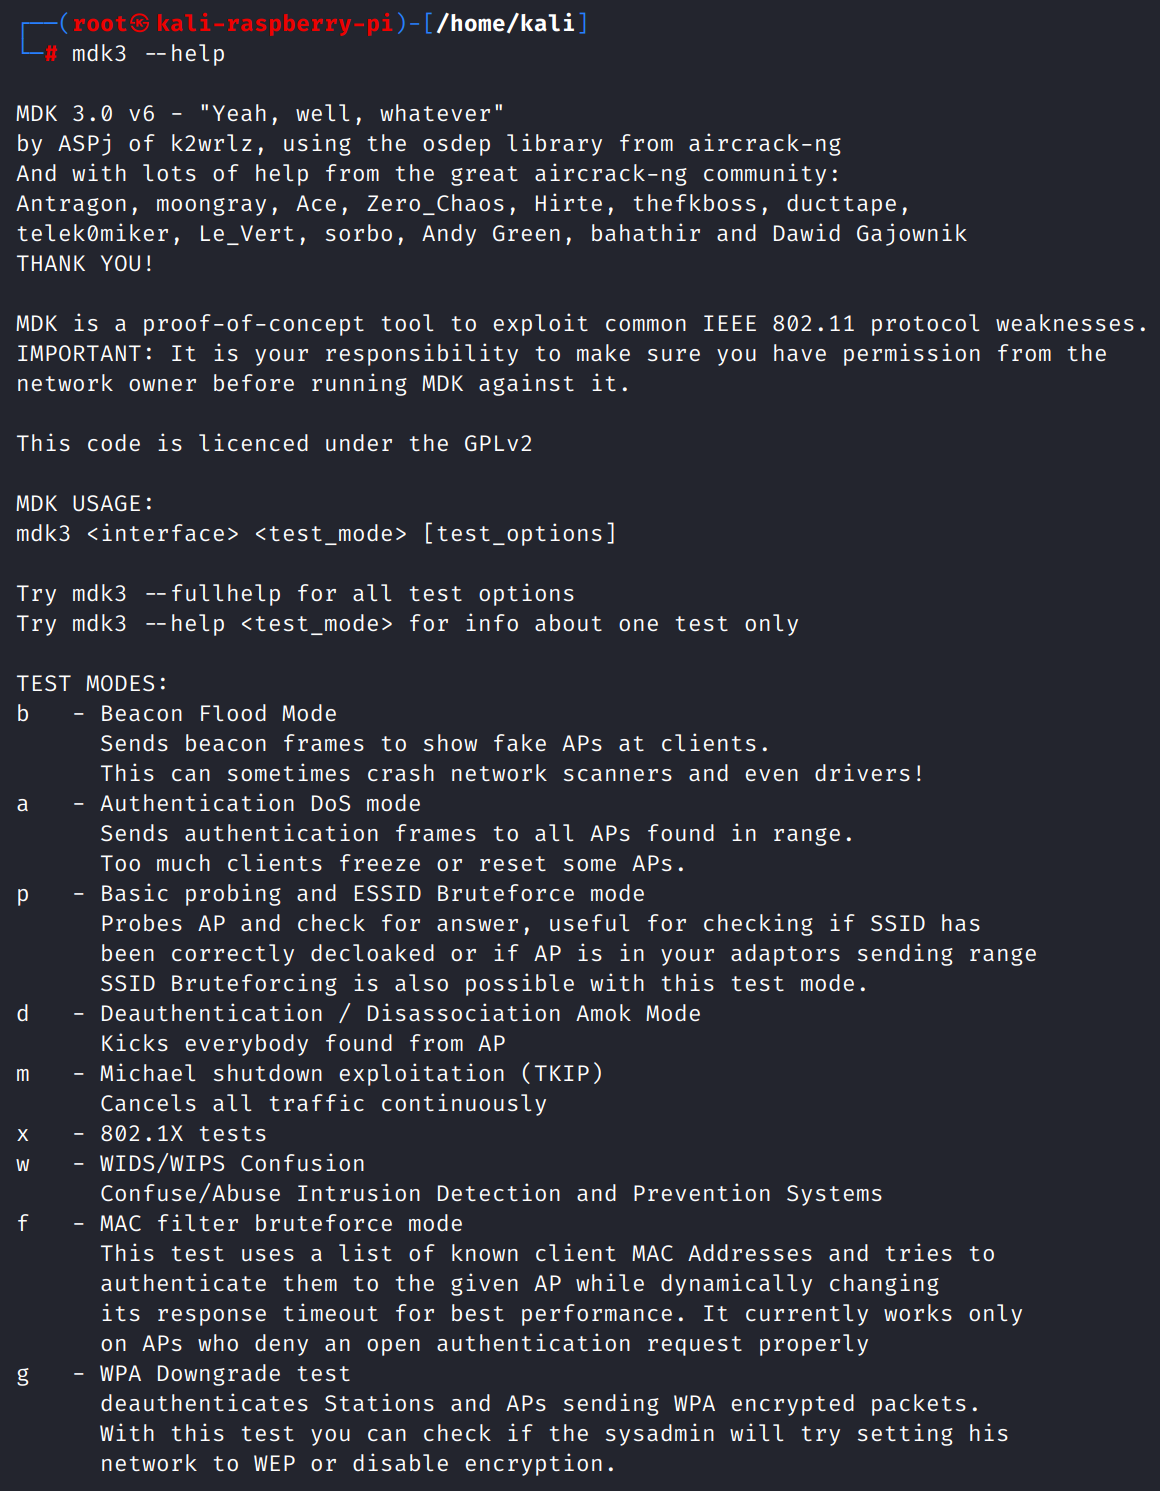 ┌──(root㉿kali-raspberry-pi)-[/home/kali]
└─# mdk3 --help
MDK 3.0 v6 - "Yeah, well, whatever"
by ASPj of k2wrlz, using the osdep library from aircrack-ng
And with lots of help from the great aircrack-ng community:
Antragon, moongray, Ace, Zero_Chaos, Hirte, thefkboss, ducttape,
telek0miker, Le_Vert, sorbo, Andy Green, bahathir and Dawid Gajownik
THANK YOU!
MDK is a proof-of-concept tool to exploit common IEEE 802.11 protocol weaknesses.
IMPORTANT: It is your responsibility to make sure you have permission from the
network owner before running MDK against it.
This code is licenced under the GPLv2
MDK USAGE:
mdk3 <interface> <test_mode> [test_options]
Try mdk3 --fullhelp for all test options
Try mdk3 --help <test_mode> for info about one test only
TEST MODES:
b   - Beacon Flood Mode
      Sends beacon frames to show fake APs at clients.
      This can sometimes crash network scanners and even drivers!
a   - Authentication DoS mode
      Sends authentication frames to all APs found in range.
      Too much clients freeze or reset some APs.
p   - Basic probing and ESSID Bruteforce mode
      Probes AP and check for answer, useful for checking if SSID has
      been correctly decloaked or if AP is in your adaptors sending range
      SSID Bruteforcing is also possible with this test mode.
d   - Deauthentication / Disassociation Amok Mode
      Kicks everybody found from AP
m   - Michael shutdown exploitation (TKIP)
      Cancels all traffic continuously
x   - 802.1X tests
w   - WIDS/WIPS Confusion
      Confuse/Abuse Intrusion Detection and Prevention Systems
f   - MAC filter bruteforce mode
      This test uses a list of known client MAC Addresses and tries to
      authenticate them to the given AP while dynamically changing
      its response timeout for best performance. It currently works only
      on APs who deny an open authentication request properly
g   - WPA Downgrade test
      deauthenticates Stations and APs sending WPA encrypted packets.
      With this test you can check if the sysadmin will try setting his
      network to WEP or disable encryption.